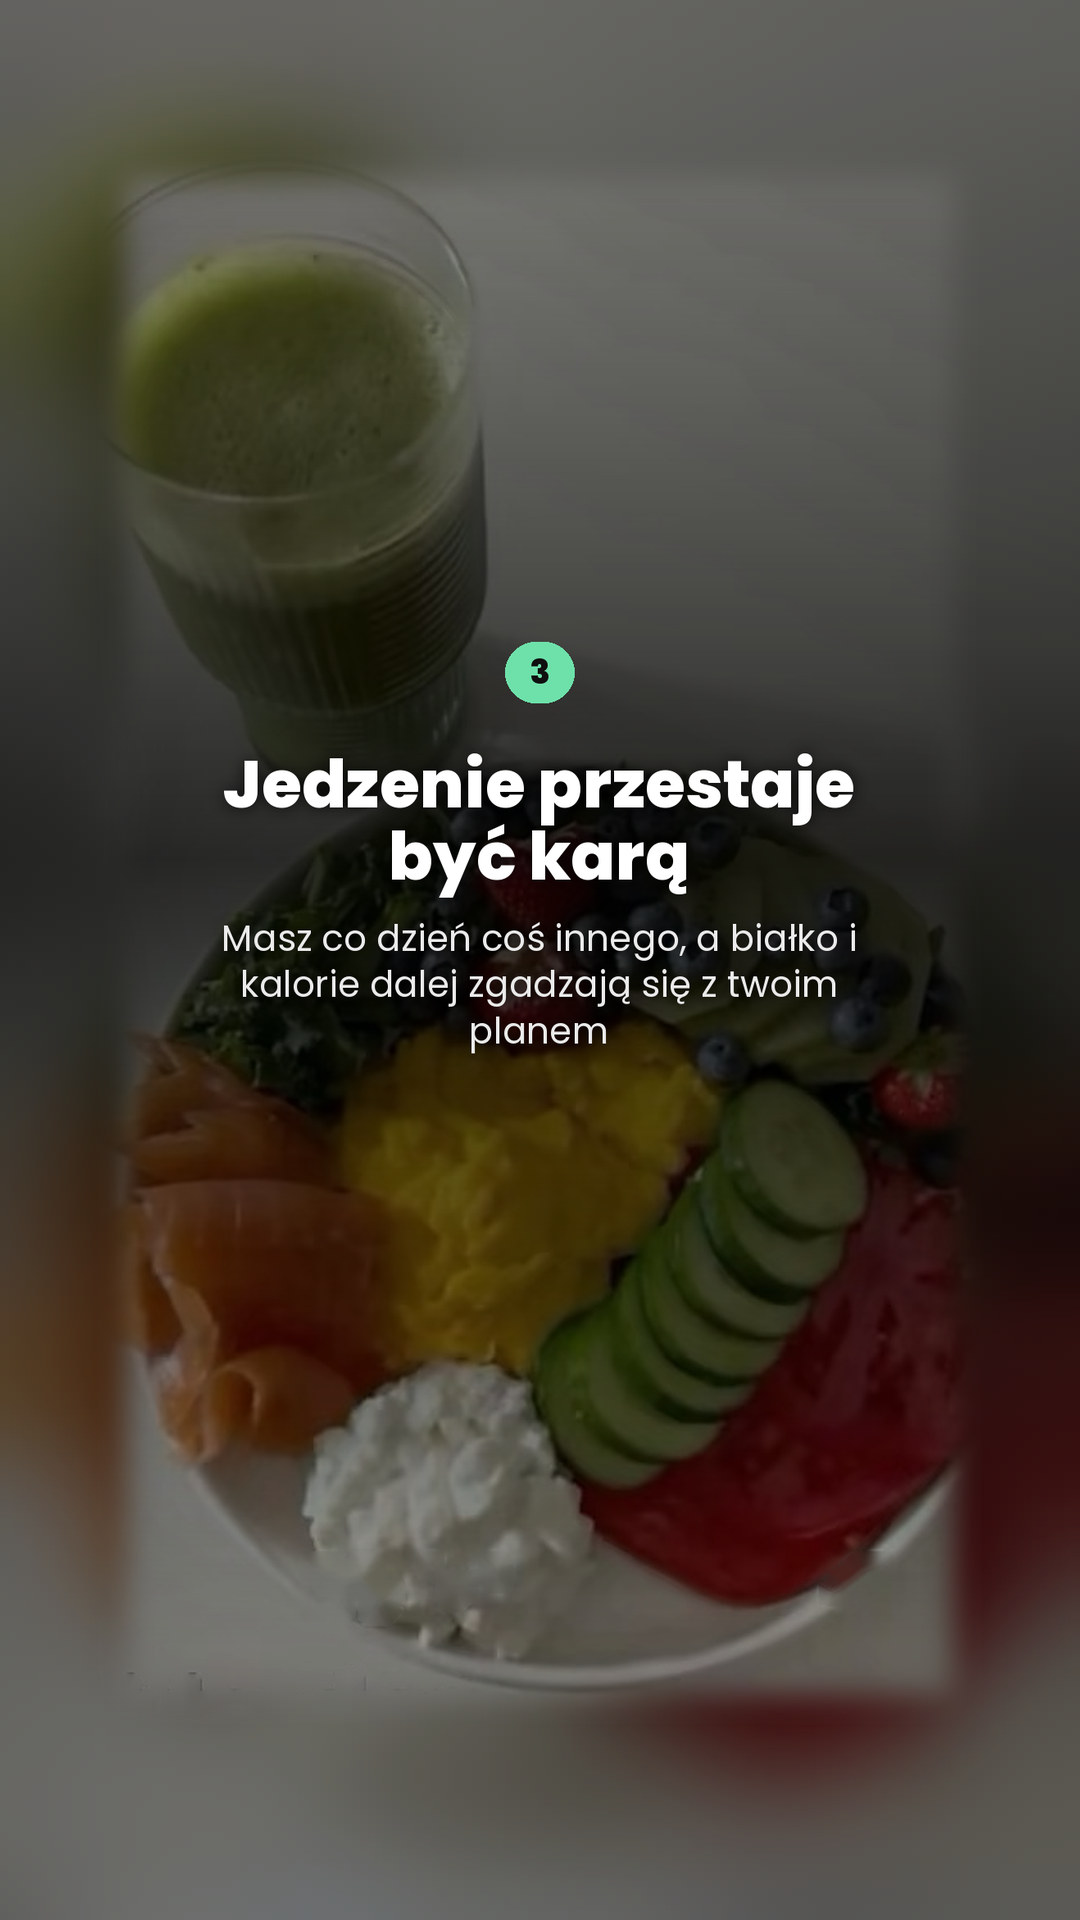 3
Jedzenie przestaje
być karą
Masz co dzień coś innego, a białko i
kalorie dalej zgadzają się z twoim
planem